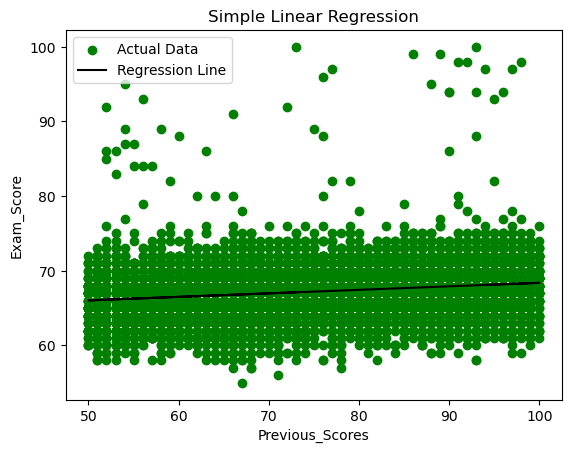 Simple Linear Regression
Actual Data
Regression Line
Exam_Score
100
90
80
70
60
50
60
70
80
90
100
Previous_Scores